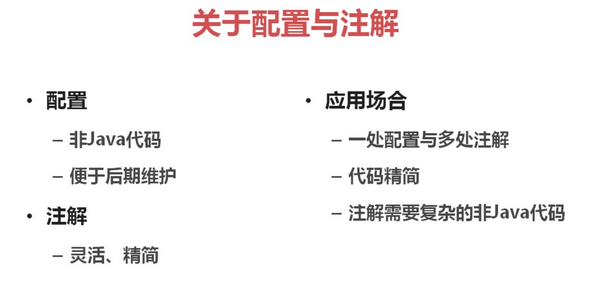 关于配置与注解
• 配置
– 非Java代码
– 便于后期维护
• 注解
– 灵活、精简
• 应用场合
– 一处配置与多处注解
– 代码精简
– 注解需要复杂的非Java代码